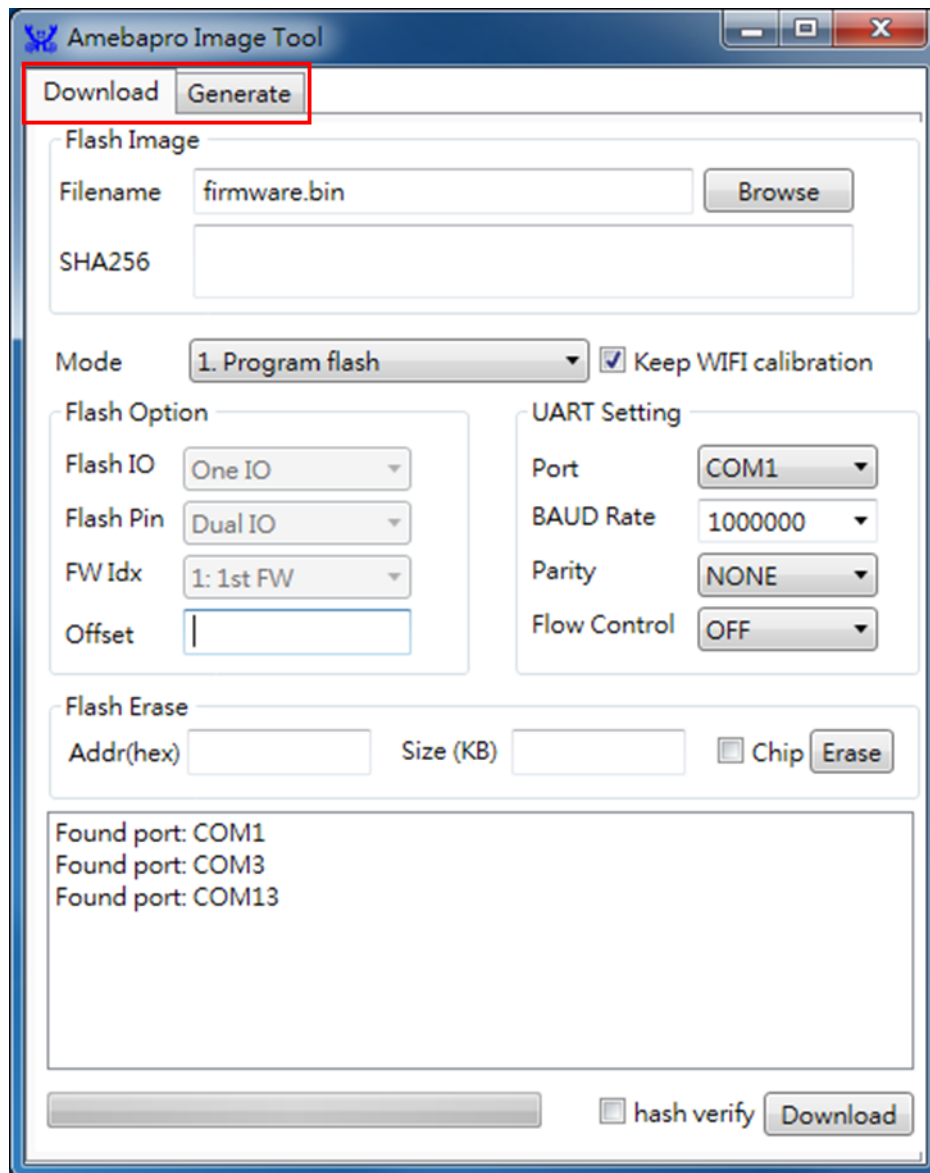 Amebapro Image Tool
Download Generate
Flash Image
Filename firmware.bin Browse
SHA256
Mode 1. Program flash Keep WIFI calibration
Flash Option
Flash IO One IO
Flash Pin Dual IO
FW Idx 1: 1st FW
Offset
UART Setting
Port COM1
BAUD Rate 1000000
Parity NONE
Flow Control OFF
Flash Erase
Addr(hex) Size (KB) Chip Erase
Found port: COM1
Found port: COM3
Found port: COM13
hash verify Download